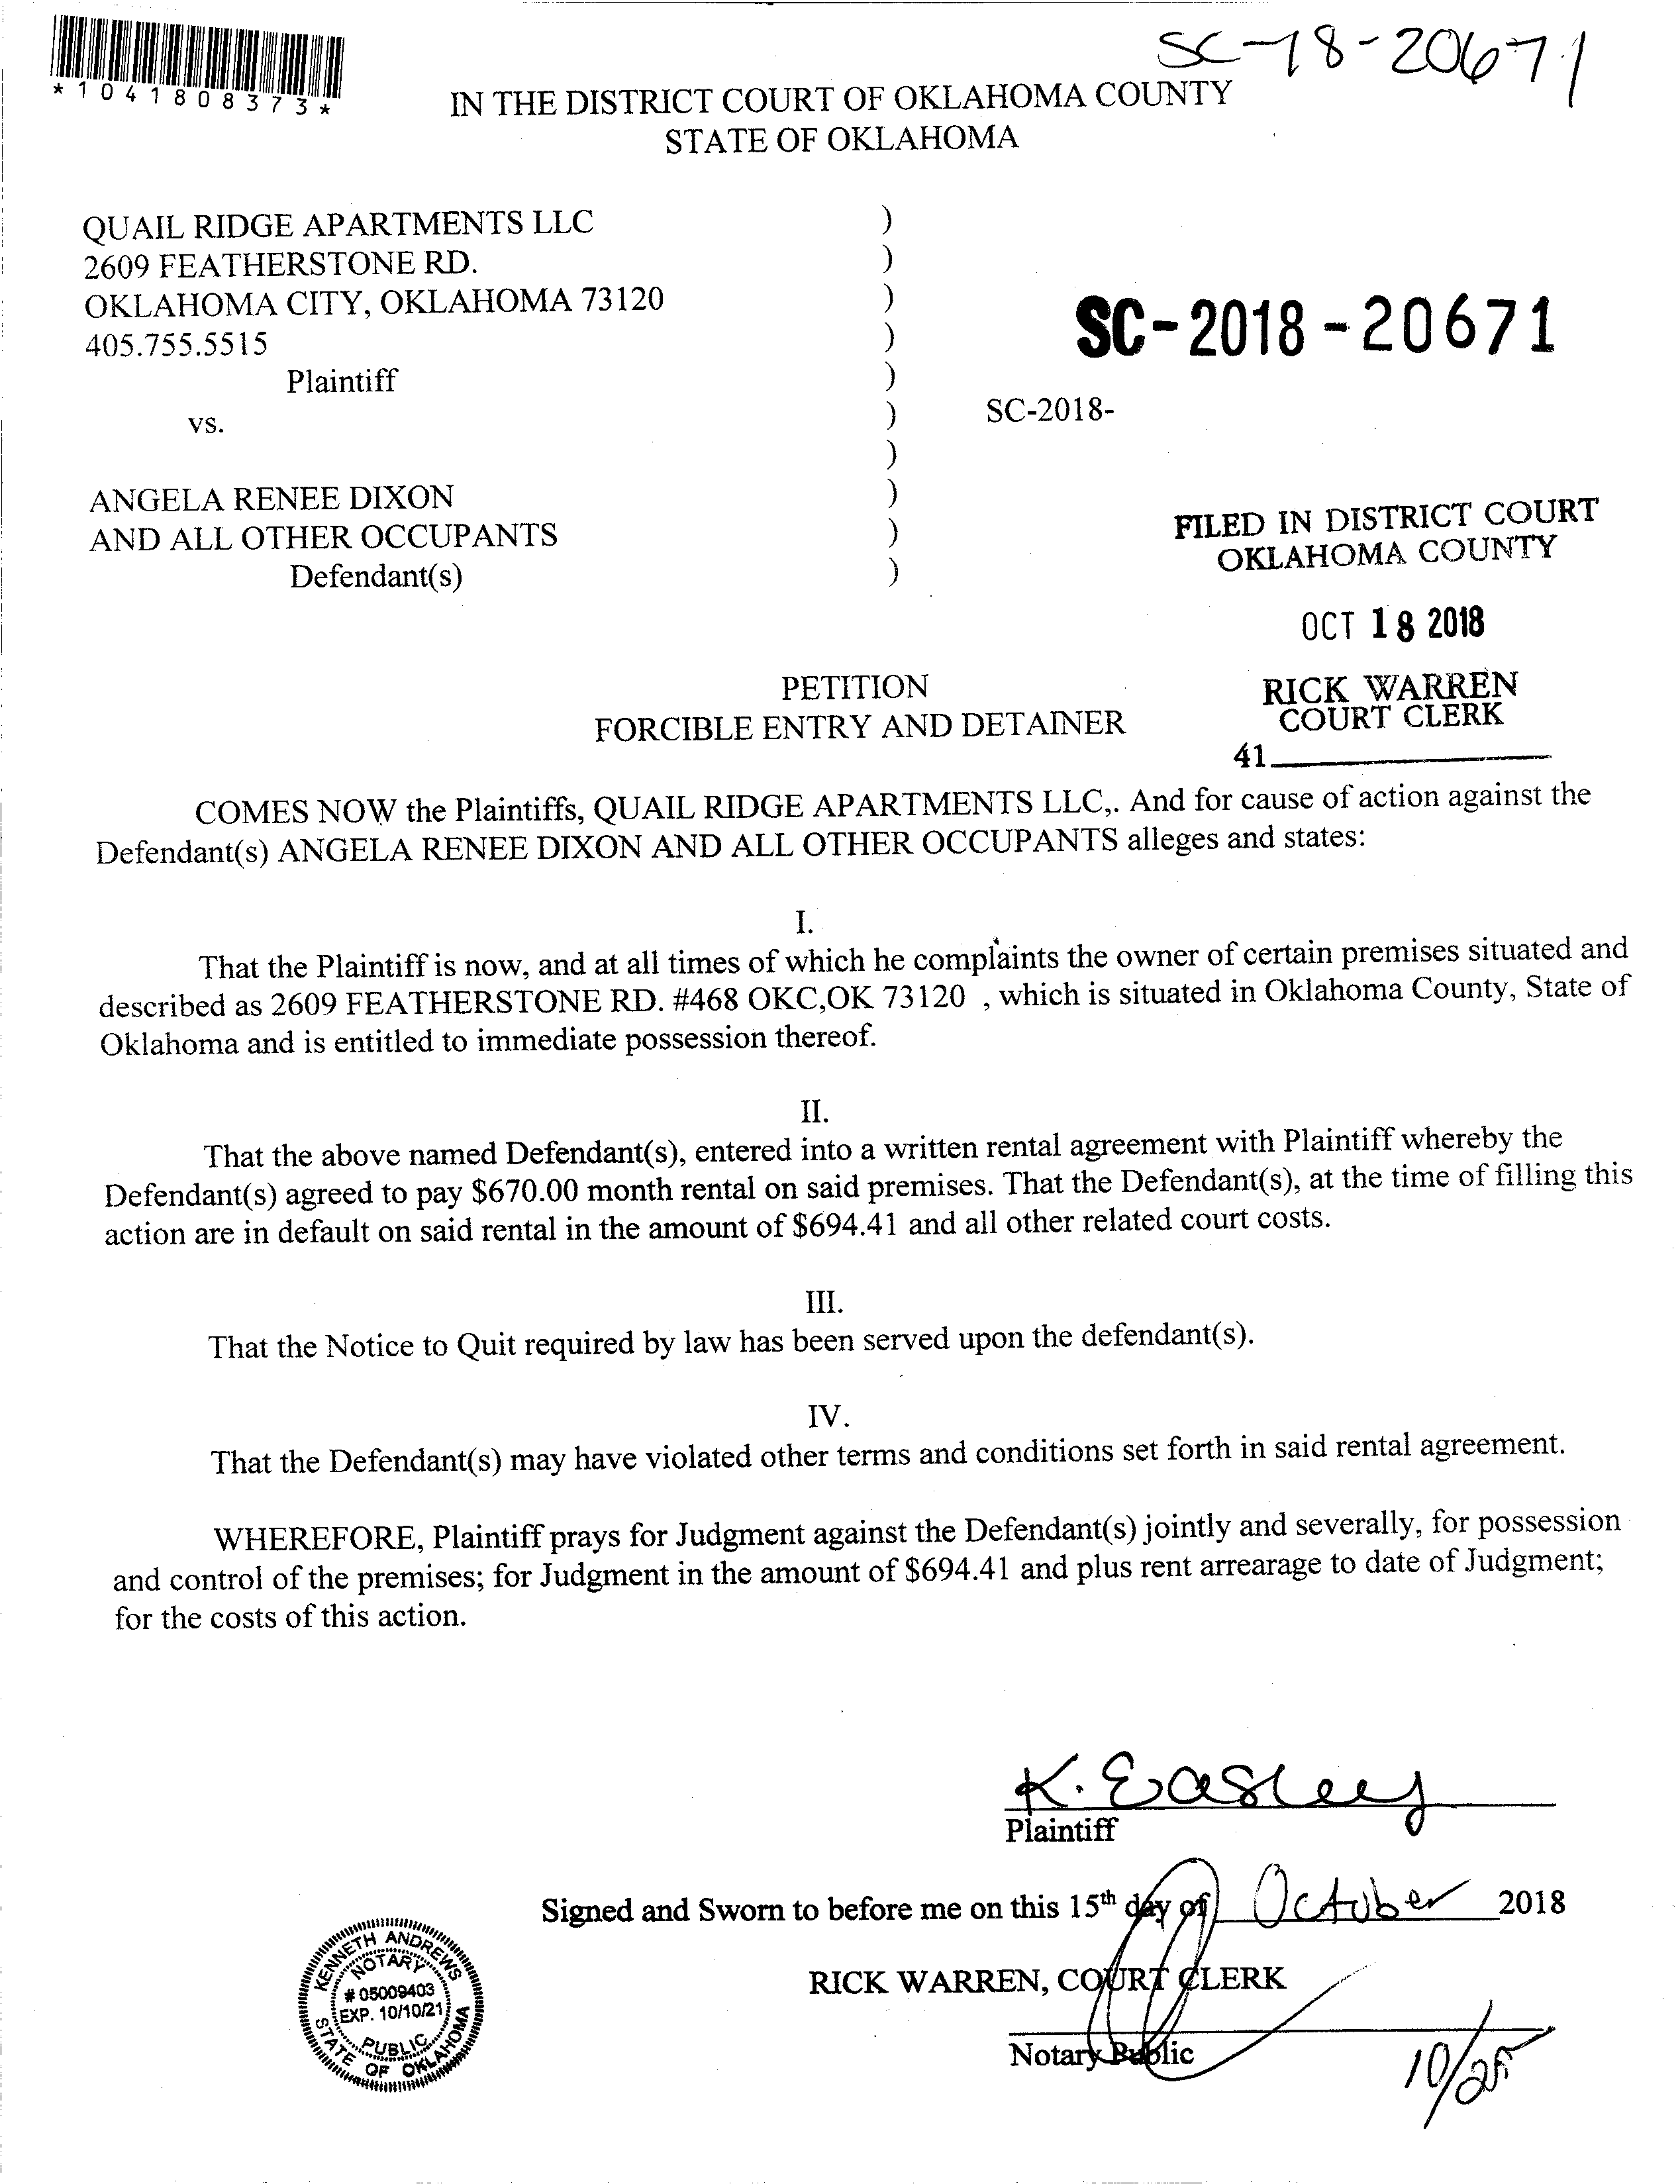 SC-18-20671
*1041808373*
IN THE DISTRICT COURT OF OKLAHOMA COUNTY
STATE OF OKLAHOMA
QUAIL RIDGE APARTMENTS LLC )
2609 FEATHERSTONE RD. )
OKLAHOMA CITY, OKLAHOMA 73120 )
405.755.5515 )
Plaintiff )
vs. )
)
ANGELA RENEE DIXON )
AND ALL OTHER OCCUPANTS )
Defendant(s) )
SC-2018-20671
SC-2018-
FILED IN DISTRICT COURT
OKLAHOMA COUNTY
OCT 18 2018
RICK WARREN
COURT CLERK
41
PETITION
FORCIBLE ENTRY AND DETAINER
COMES NOW the Plaintiffs, QUAIL RIDGE APARTMENTS LLC,. And for cause of action against the
Defendant(s) ANGELA RENEE DIXON AND ALL OTHER OCCUPANTS alleges and states:
I.
That the Plaintiff is now, and at all times of which he complaints the owner of certain premises situated and
described as 2609 FEATHERSTONE RD. #468 OKC,OK 73120 , which is situated in Oklahoma County, State of
Oklahoma and is entitled to immediate possession thereof.
II.
That the above named Defendant(s), entered into a written rental agreement with Plaintiff whereby the
Defendant(s) agreed to pay $670.00 month rental on said premises. That the Defendant(s), at the time of filling this
action are in default on said rental in the amount of $694.41 and all other related court costs.
III.
That the Notice to Quit required by law has been served upon the defendant(s).
IV.
That the Defendant(s) may have violated other terms and conditions set forth in said rental agreement.
WHEREFORE, Plaintiff prays for Judgment against the Defendant(s) jointly and severally, for possession
and control of the premises; for Judgment in the amount of $694.41 and plus rent arrearage to date of Judgment;
for the costs of this action.
K. Easley
Plaintiff
Signed and Sworn to before me on this 15th day of October 2018
RICK WARREN, COURT CLERK
Notary Public
10/25
KENNETH ANDREWS
NOTARY
# 05009403
EXP. 10/10/21
PUBLIC
STATE OF OKLAHOMA